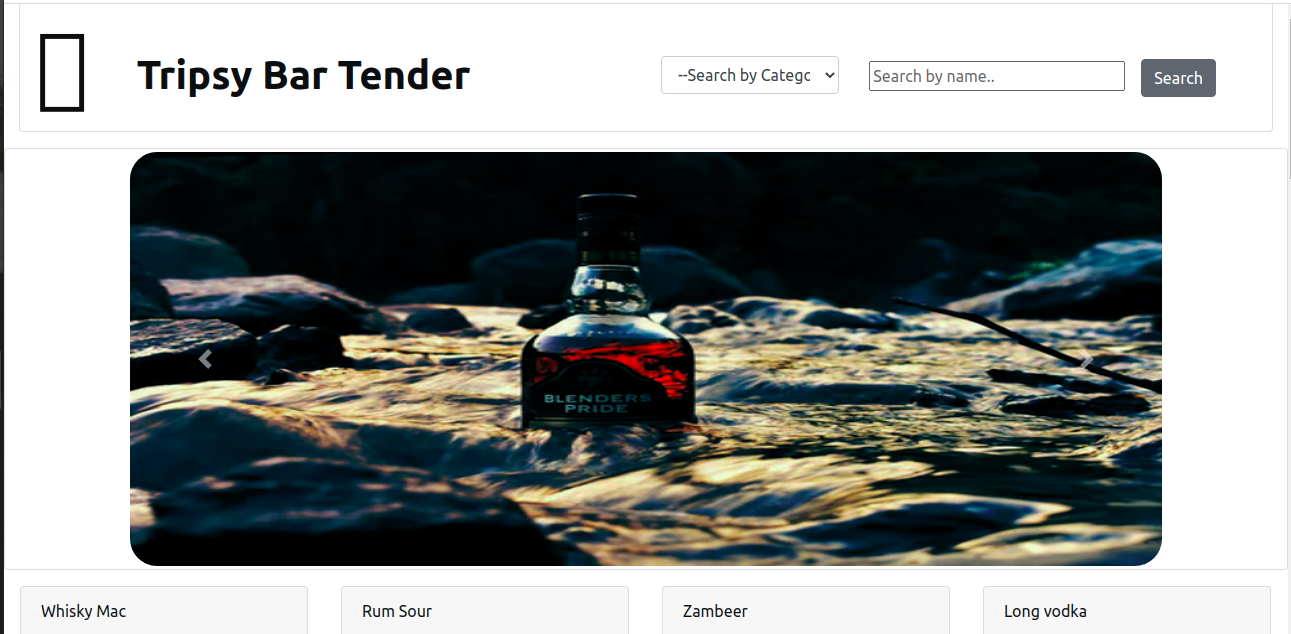 Tripsy Bar Tender
--Search by Catego
Search by name..
Search
BLENDERS
PRIDE
Whisky Mac
Rum Sour
Zambeer
Long vodka